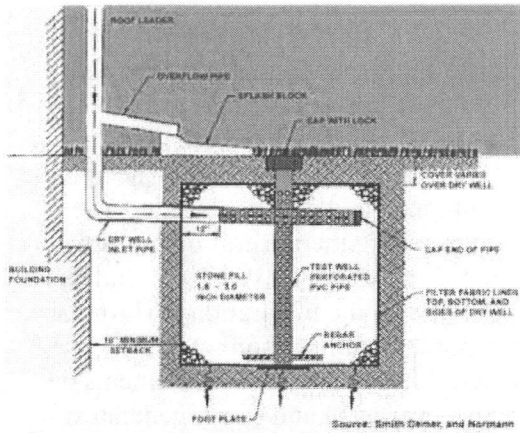 ROOF LEADER
OVERFLOW PIPE
SPLASH BLOCK
CAP WITH LOCK
COVER VARIES
OVER DRY WELL
12"
DRY WELL
INLET PIPE
CAP END OF PIPE
BUILDING
FOUNDATION
STONE FILL
1.5 - 3.0
INCH DIAMETER
TEST WELL
PERFORATED
PVC PIPE
FILTER FABRIC LINES
TOP, BOTTOM, AND
SIDES OF DRY WELL
MINIMUM
SETBACK
REBAR
ANCHOR
FOOT PLATE
Source: Smith Demer, and Normann